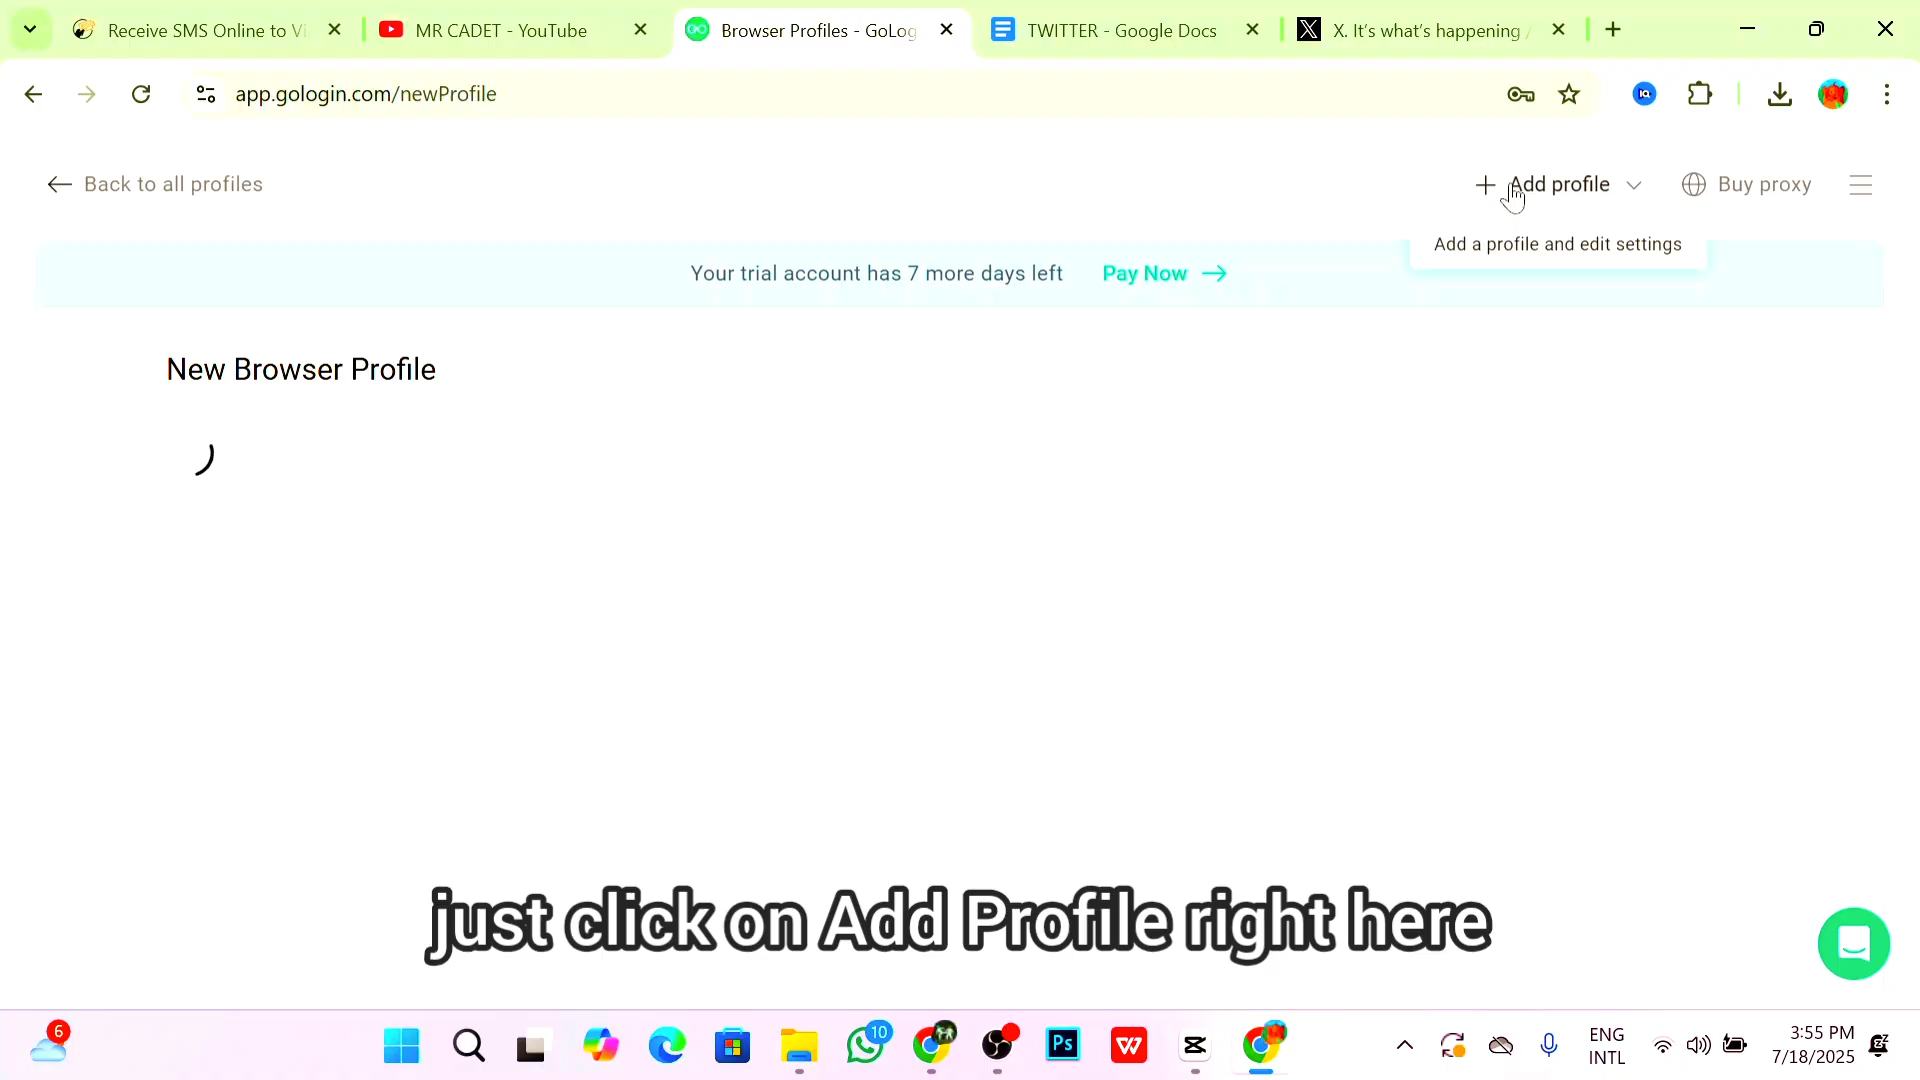 Receive SMS Online to Vi
MR CADET - YouTube
Browser Profiles - GoLog
TWITTER - Google Docs
X. It's what's happening /
app.gologin.com/newProfile
Back to all profiles
Add profile
Buy proxy
Add a profile and edit settings
Your trial account has 7 more days left
Pay Now
New Browser Profile
just click on Add Profile right here
6
10
Ps
W
ENG
INTL
3:55 PM
7/18/2025